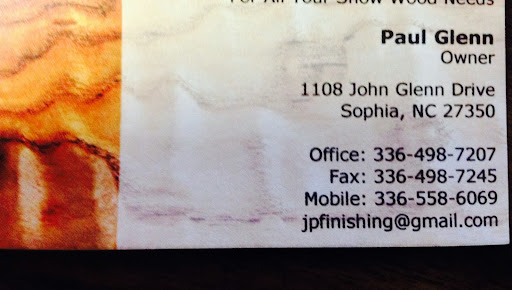 For All Your Show Wood Needs
Paul Glenn
Owner
1108 John Glenn Drive
Sophia, NC 27350
Office: 336-498-7207
Fax: 336-498-7245
Mobile: 336-558-6069
jpfinishing@gmail.com